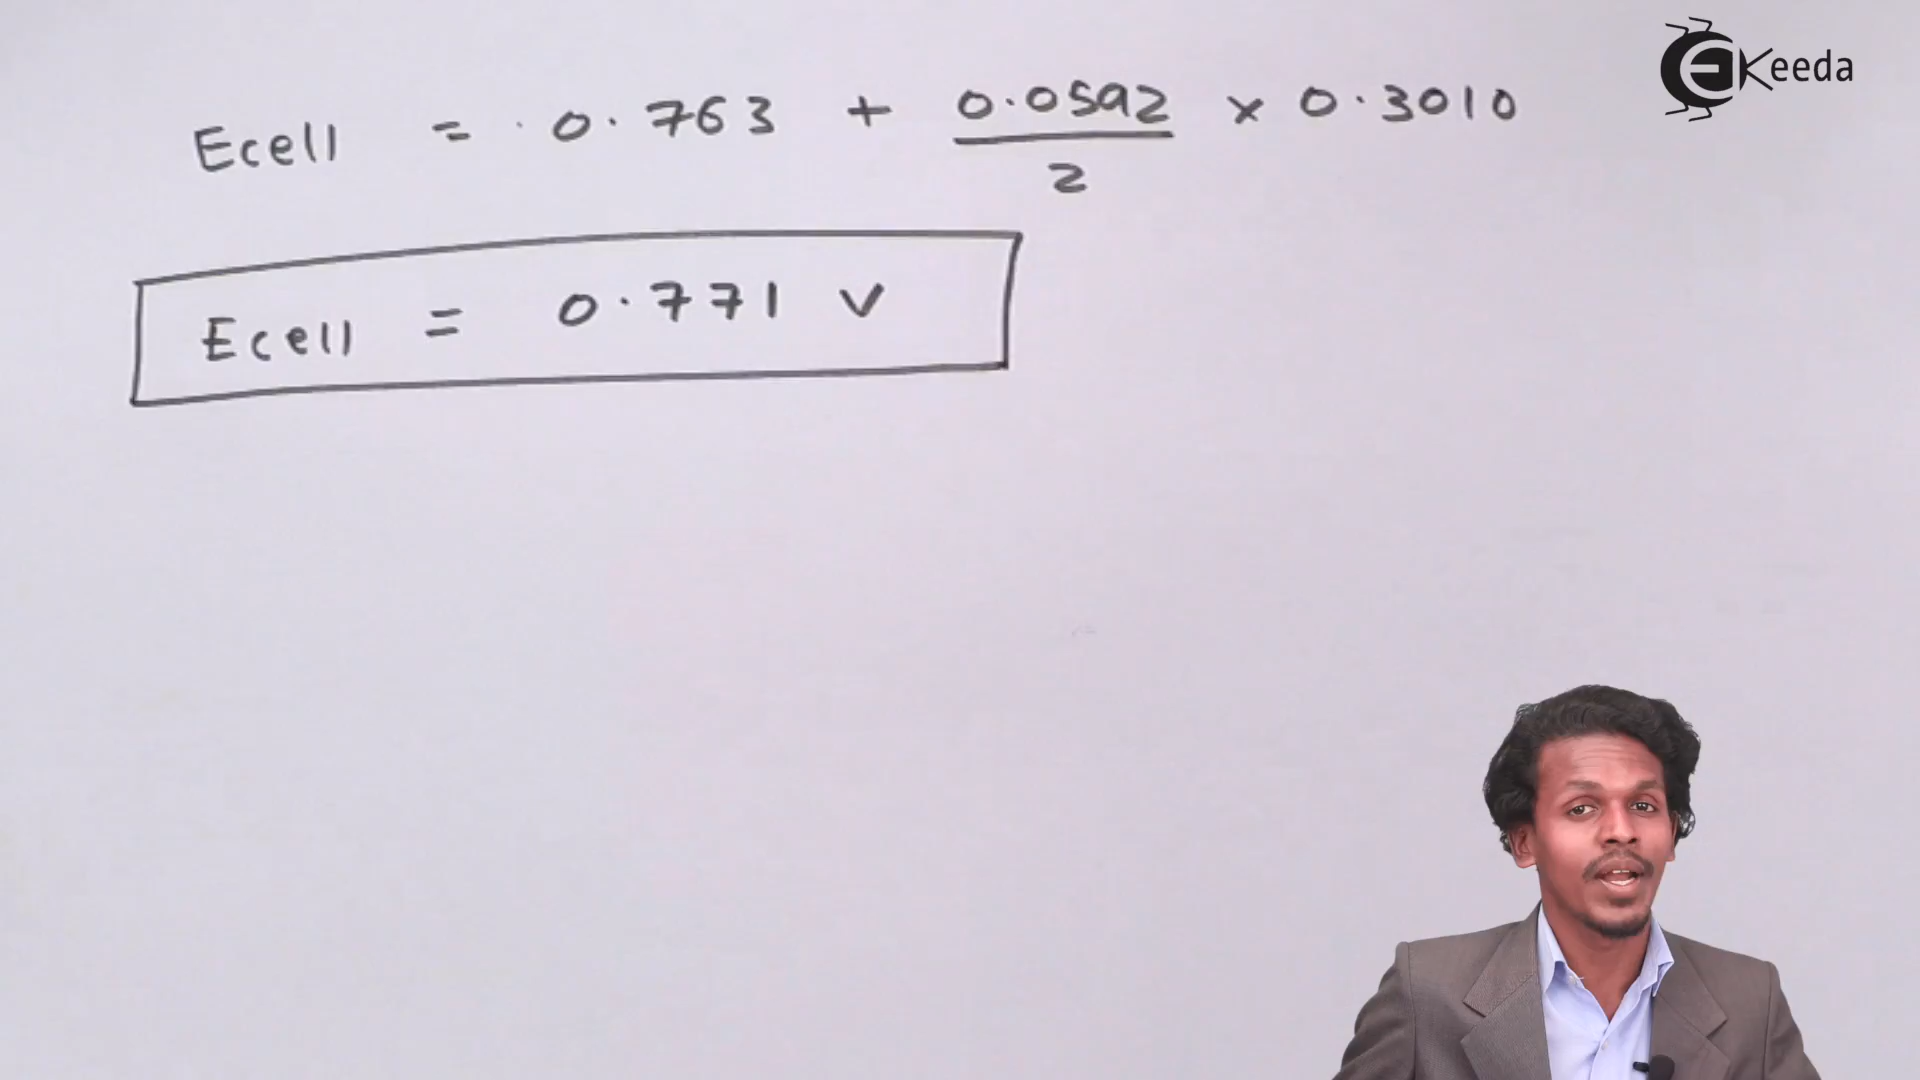 EKeeda
Ecell = 0.763 + 0.0592/2 x 0.3010
Ecell = 0.771 V